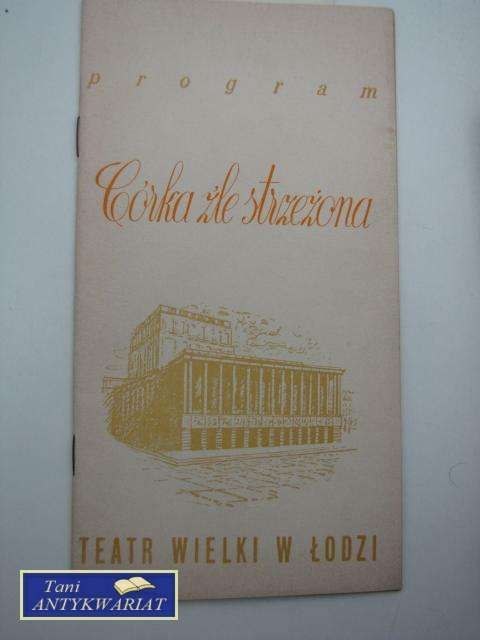 program
Córka źle strzeżona
TEATR WIELKI W ŁODZI
Tani
ANTYKWARIAT